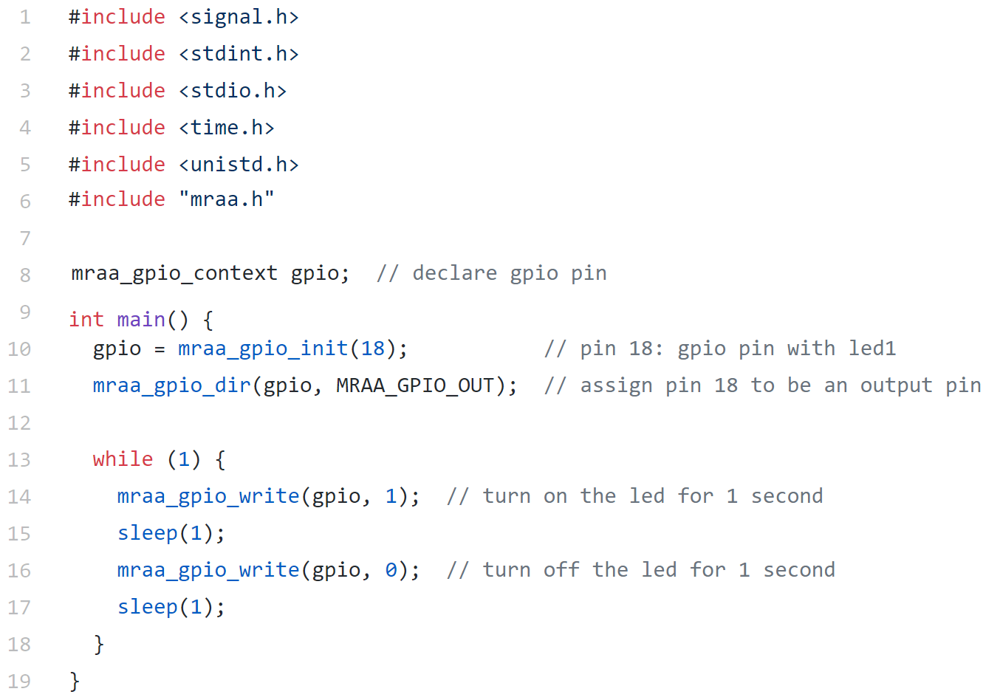 1 #include <signal.h>
2 #include <stdint.h>
3 #include <stdio.h>
4 #include <time.h>
5 #include <unistd.h>
6 #include "mraa.h"
7
8 mraa_gpio_context gpio;  // declare gpio pin
9 int main() {
10   gpio = mraa_gpio_init(18);           // pin 18: gpio pin with led1
11   mraa_gpio_dir(gpio, MRAA_GPIO_OUT);  // assign pin 18 to be an output pin
12
13   while (1) {
14     mraa_gpio_write(gpio, 1);  // turn on the led for 1 second
15     sleep(1);
16     mraa_gpio_write(gpio, 0);  // turn off the led for 1 second
17     sleep(1);
18   }
19 }